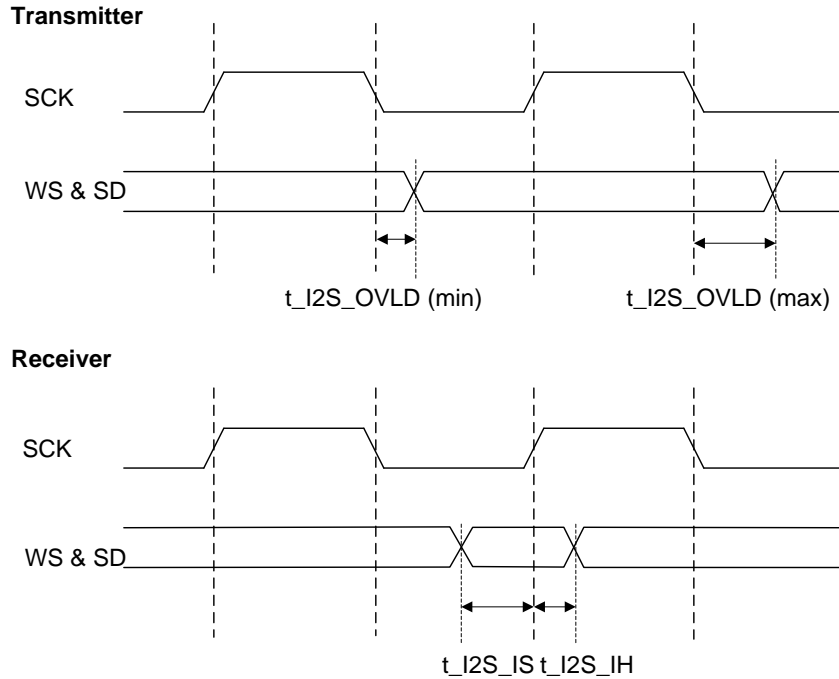 Transmitter
SCK
WS & SD
t_I2S_OVLD (min) t_I2S_OVLD (max)
Receiver
SCK
WS & SD
t_I2S_IS t_I2S_IH